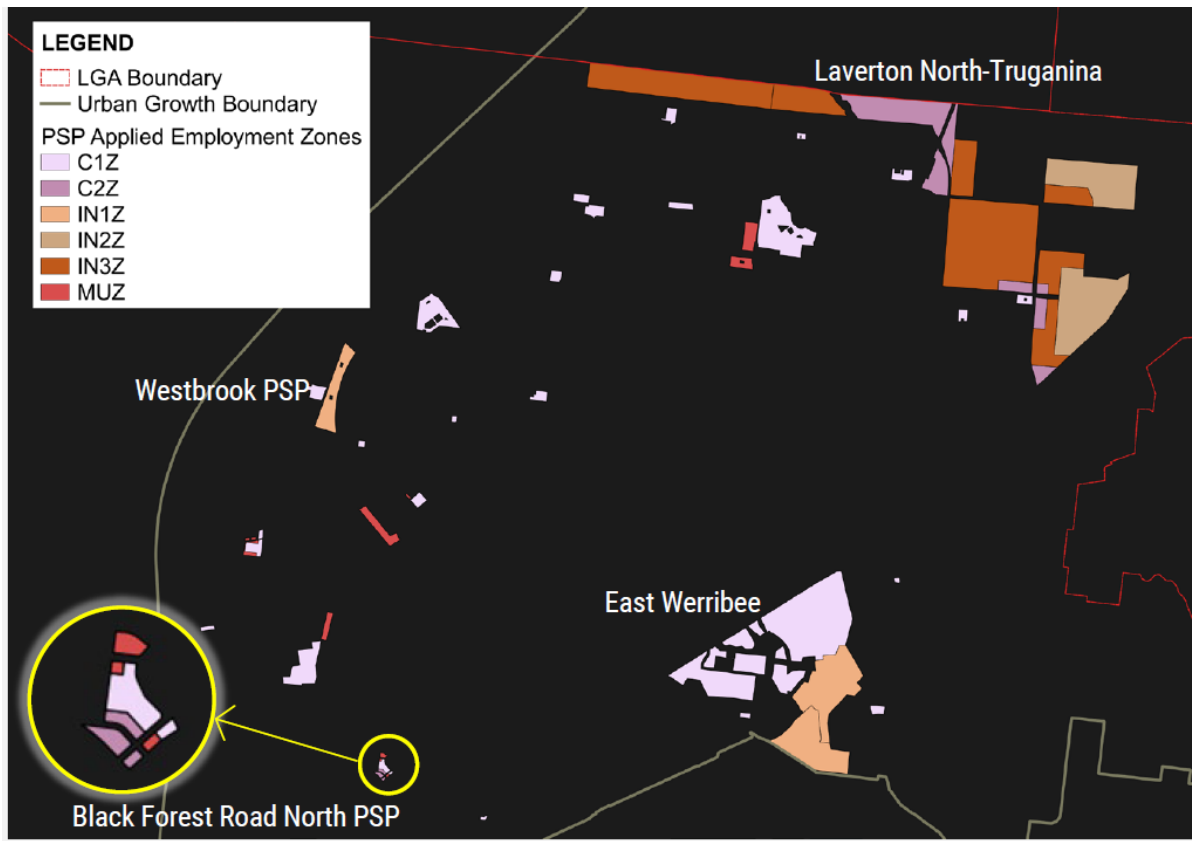 LEGEND
LGA Boundary
Urban Growth Boundary
PSP Applied Employment Zones
C1Z
C2Z
IN1Z
IN2Z
IN3Z
MUZ
Laverton North-Truganina
Westbrook PSP
East Werribee
Black Forest Road North PSP